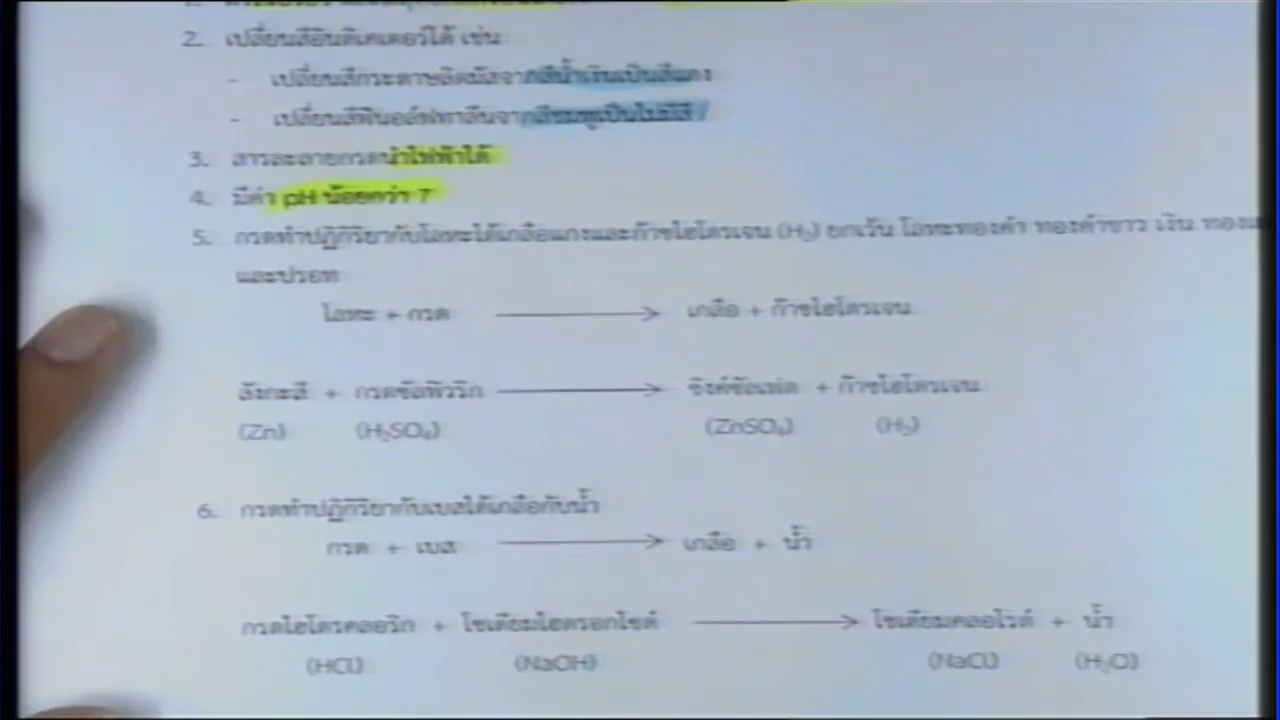 2. เปลี่ยนสีอินดิเคเตอร์ได้ เช่น
- เปลี่ยนสีกระดาษลิตมัสจากสีน้ำเงินเป็นสีแดง
- เปลี่ยนสีฟีนอล์ฟทาลีนจากสีชมพูเป็นไม่มีสี /
3. สารละลายกรดนำไฟฟ้าได้
4. มีค่า pH น้อยกว่า 7
5. กรดทำปฏิกิริยากับโลหะได้เกลือแกงและก๊าซไฮโดรเจน (H₂) ยกเว้น โลหะทองคำ ทองคำขาว เงิน
และปรอท
โลหะ + กรด → เกลือ + ก๊าซไฮโดรเจน
สังกะสี + กรดซัลฟิวริก → ซิงค์ซัลเฟต + ก๊าซไฮโดรเจน
(Zn) (H₂SO₄) (ZnSO₄) (H₂)
6. กรดทำปฏิกิริยากับเบสได้เกลือกับน้ำ
กรด + เบส → เกลือ + น้ำ
กรดไฮโดรคลอริก + โซเดียมไฮดรอกไซด์ → โซเดียมคลอไรด์ + น้ำ
(HCl) (NaOH) (NaCl) (H₂O)